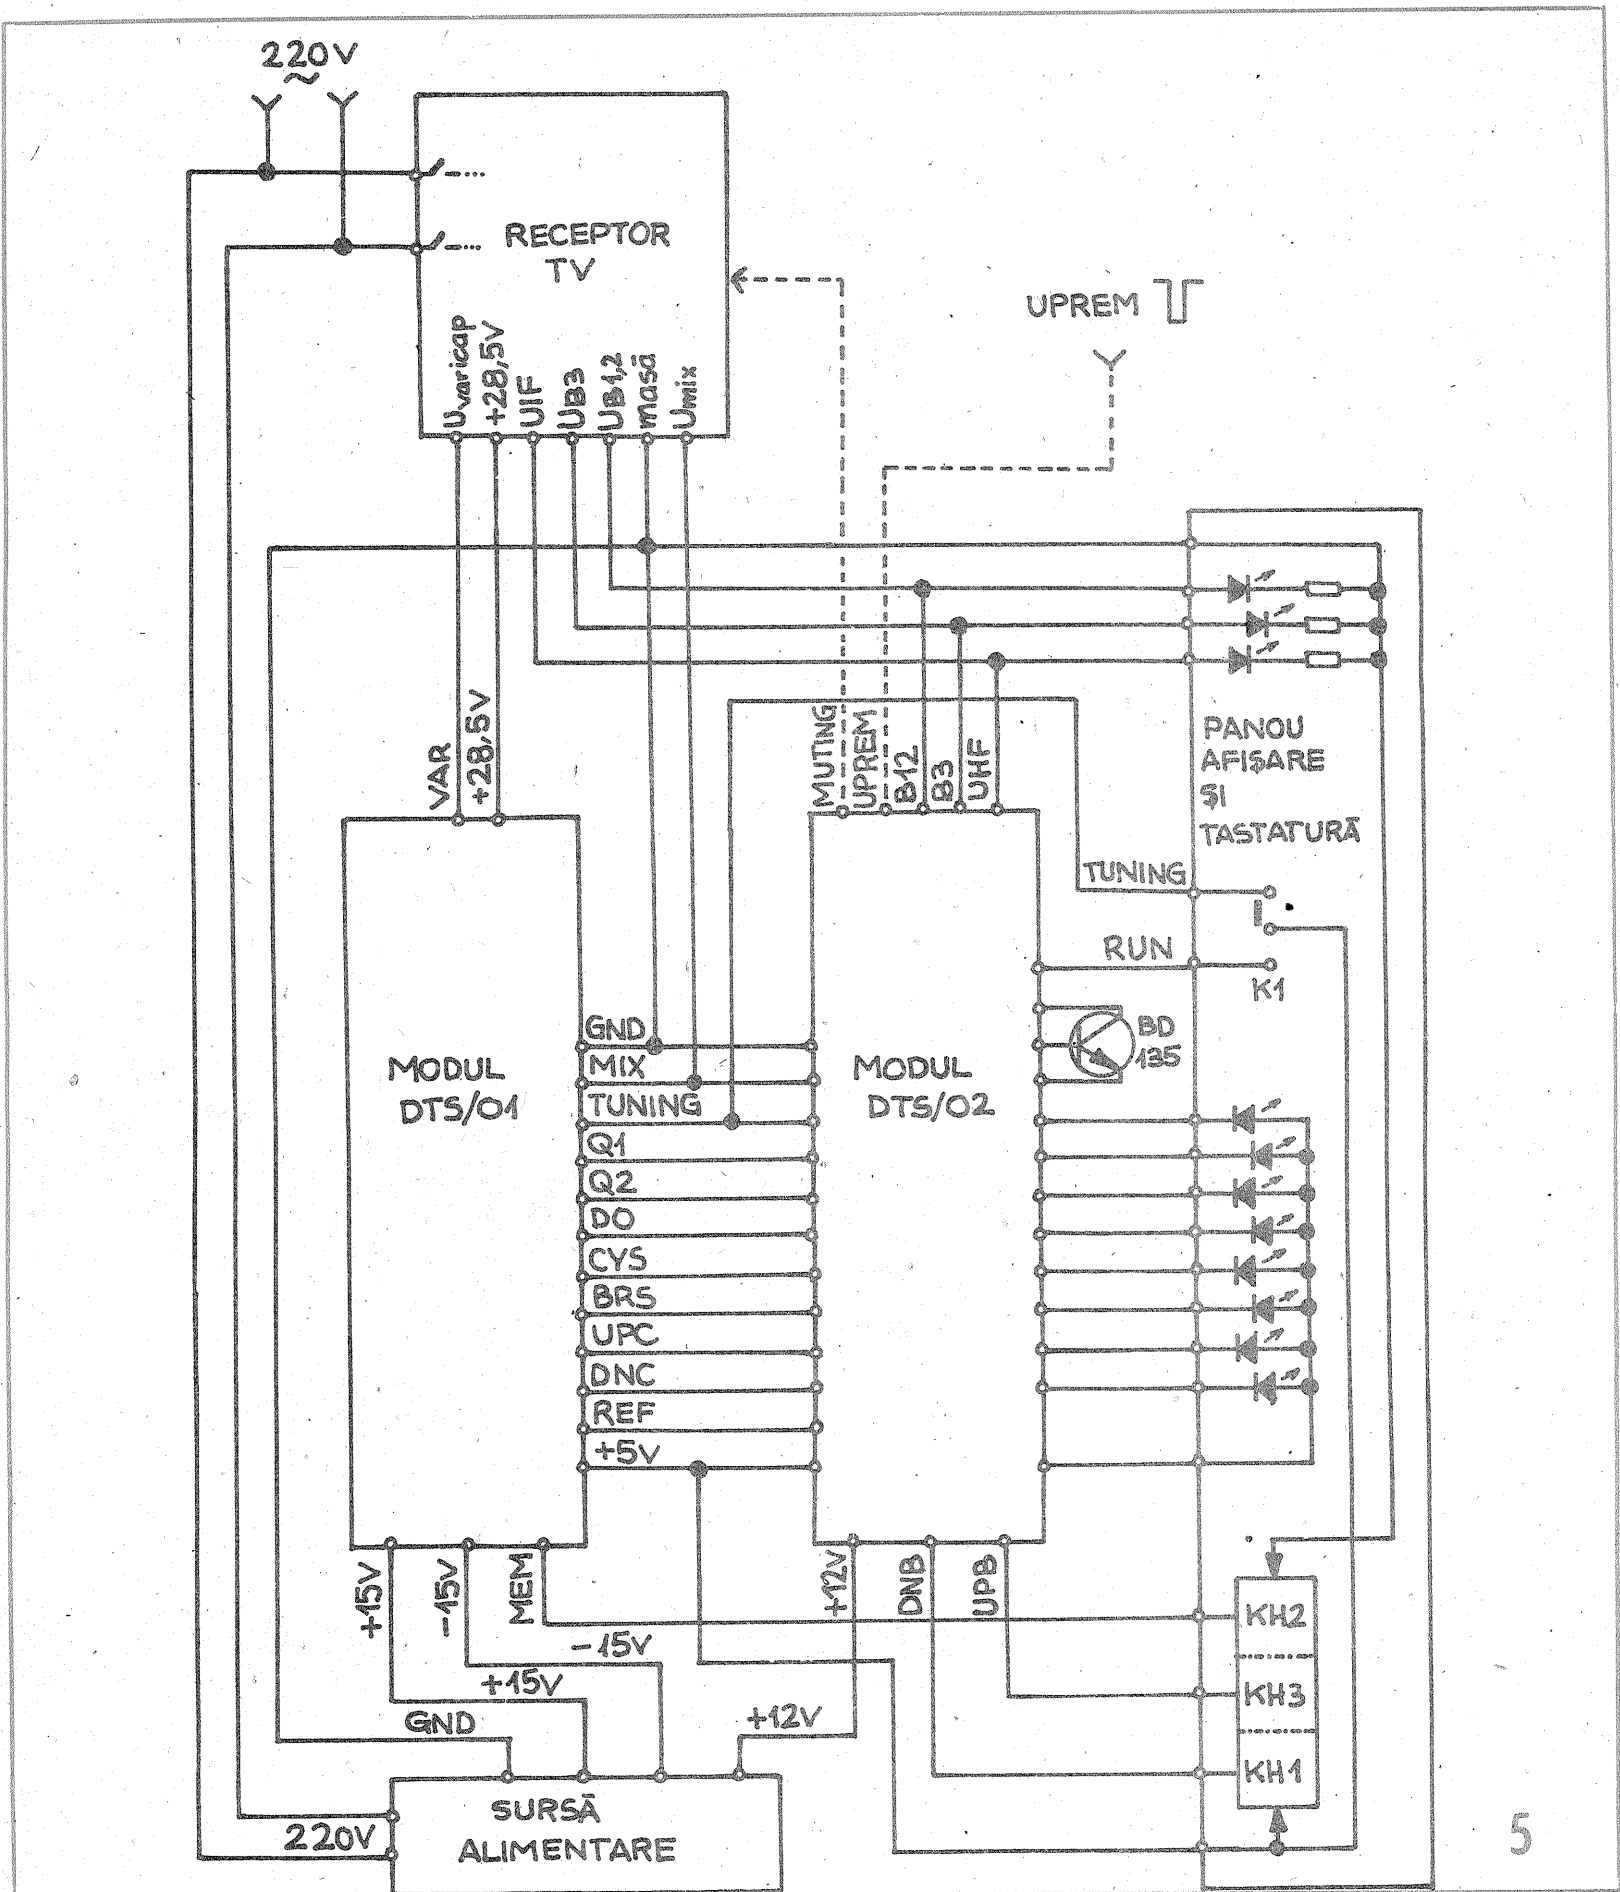 220V
~
RECEPTOR
TV
UPREM
Uvaricap
+28,5V
UIF
UB3
UB1,2
masă
Umix
VAR
+28,5V
MUTING
UPREM
B12
B3
UHF
PANOU
AFIŞARE
ŞI
TASTATURĂ
TUNING
RUN
K1
BD
135
MODUL
DTS/01
MODUL
DTS/02
GND
MIX
TUNING
Q1
Q2
DO
CYS
BRS
UPC
DNC
REF
+5V
+15V
-15V
MEM
+12V
DNB
UPB
KH2
KH3
KH1
-15V
+15V
GND
+12V
220V
SURSĂ
ALIMENTARE
5